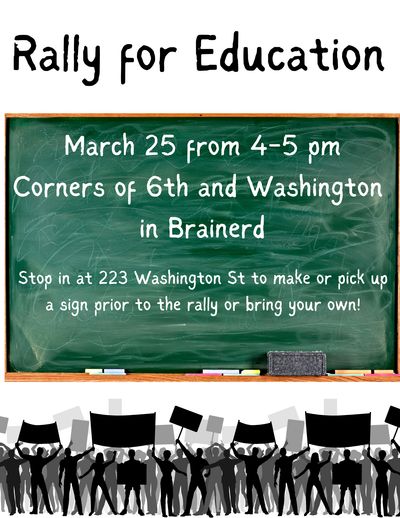 Rally for Education
March 25 from 4-5 pm
Corners of 6th and Washington
in Brainerd
Stop in at 223 Washington St to make or pick up
a sign prior to the rally or bring your own!